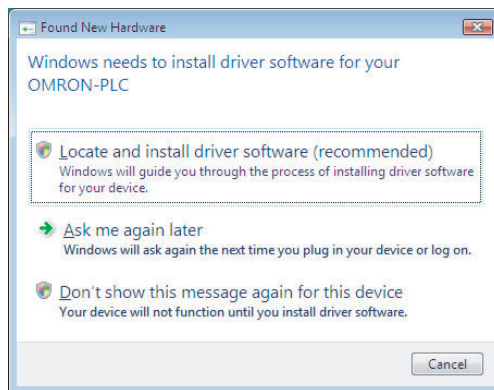 Found New Hardware
Windows needs to install driver software for your
OMRON-PLC
Locate and install driver software (recommended)
Windows will guide you through the process of installing driver software
for your device.
Ask me again later
Windows will ask again the next time you plug in your device or log on.
Don't show this message again for this device
Your device will not function until you install driver software.
Cancel